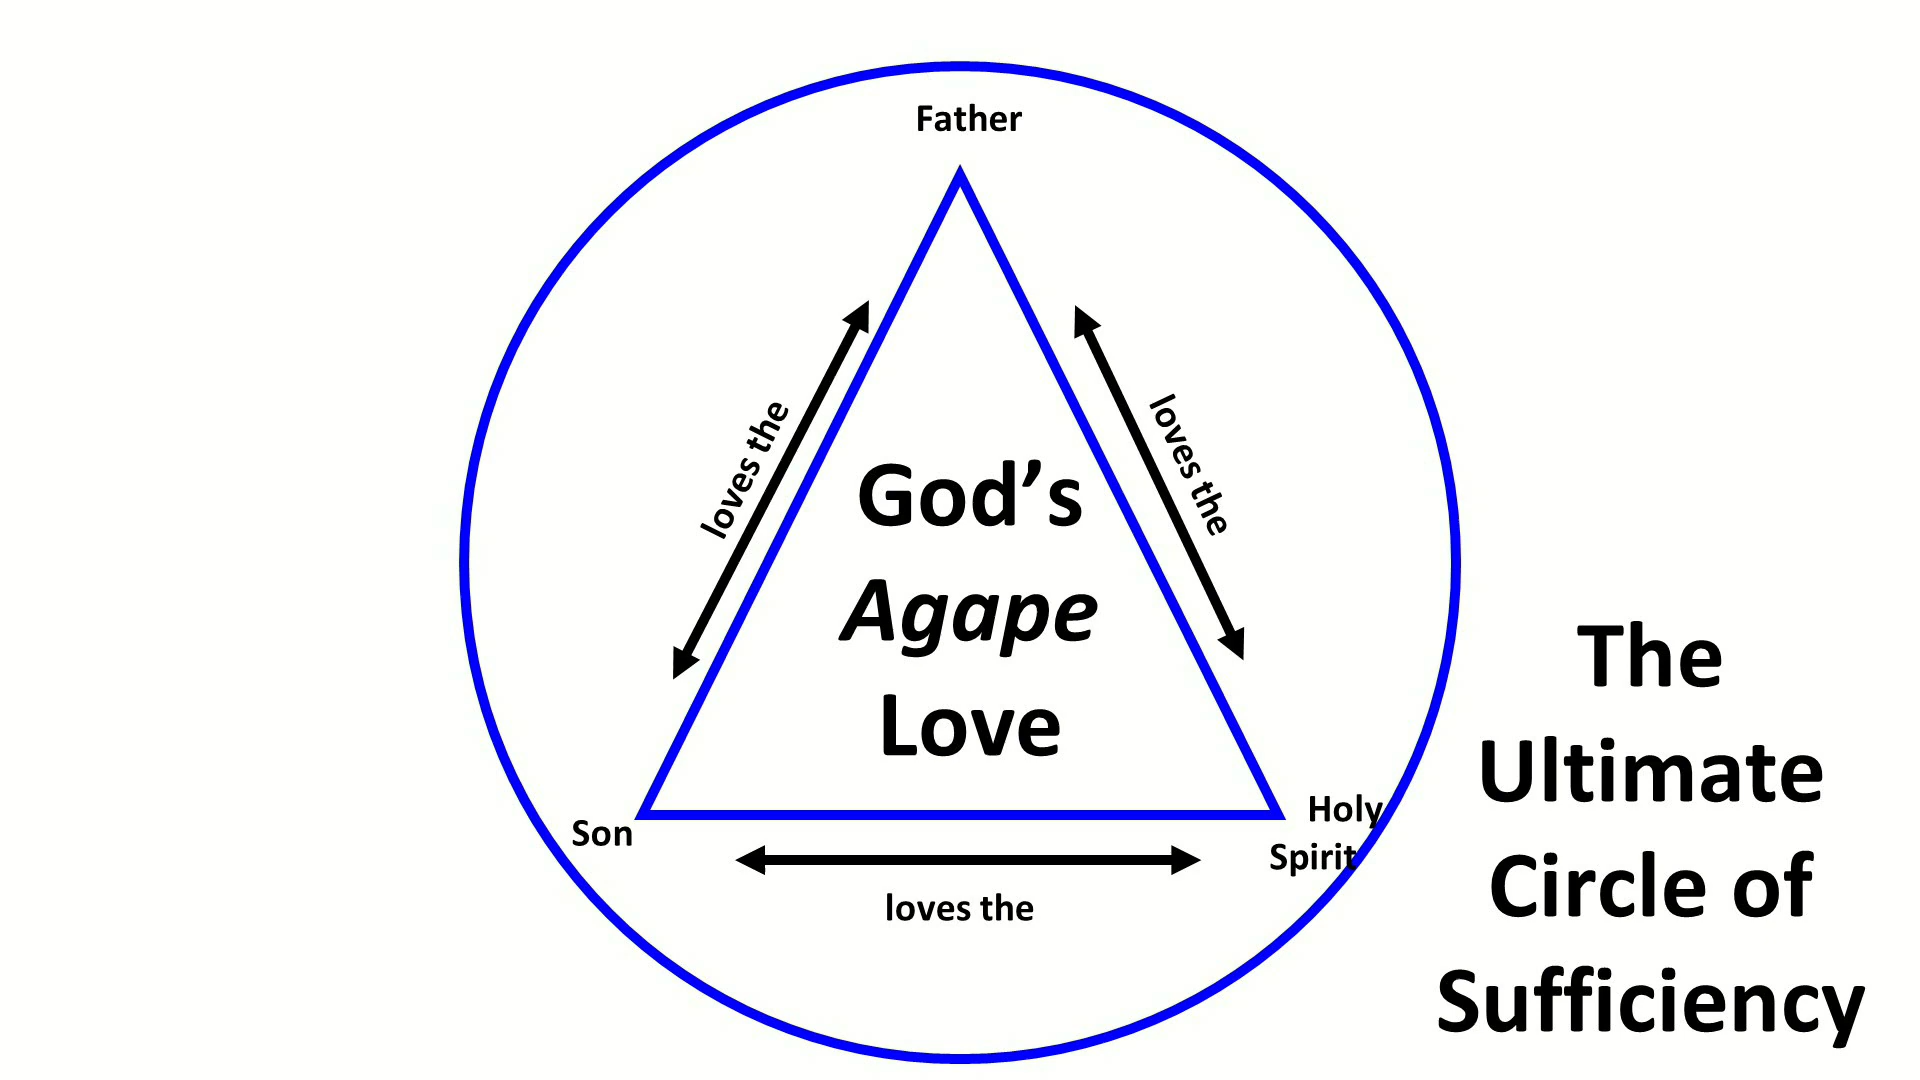 Father
loves the
loves the
God’s
Agape
Love
Son
Holy
Spirit
loves the
The
Ultimate
Circle of
Sufficiency